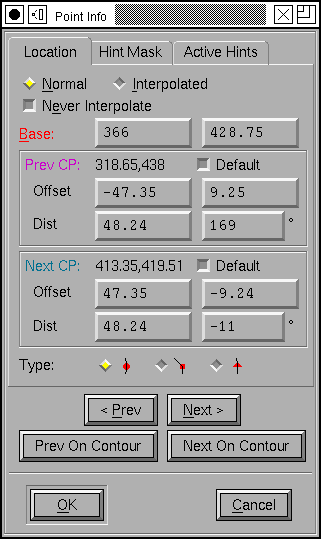 Point Info
Location Hint Mask Active Hints
Normal Interpolated
Never Interpolate
Base: 366 428.75
Prev CP: 318.65,438 Default
Offset -47.35 9.25
Dist 48.24 169 °
Next CP: 413.35,419.51 Default
Offset 47.35 -9.24
Dist 48.24 -11 °
Type:
< Prev Next >
Prev On Contour Next On Contour
OK Cancel